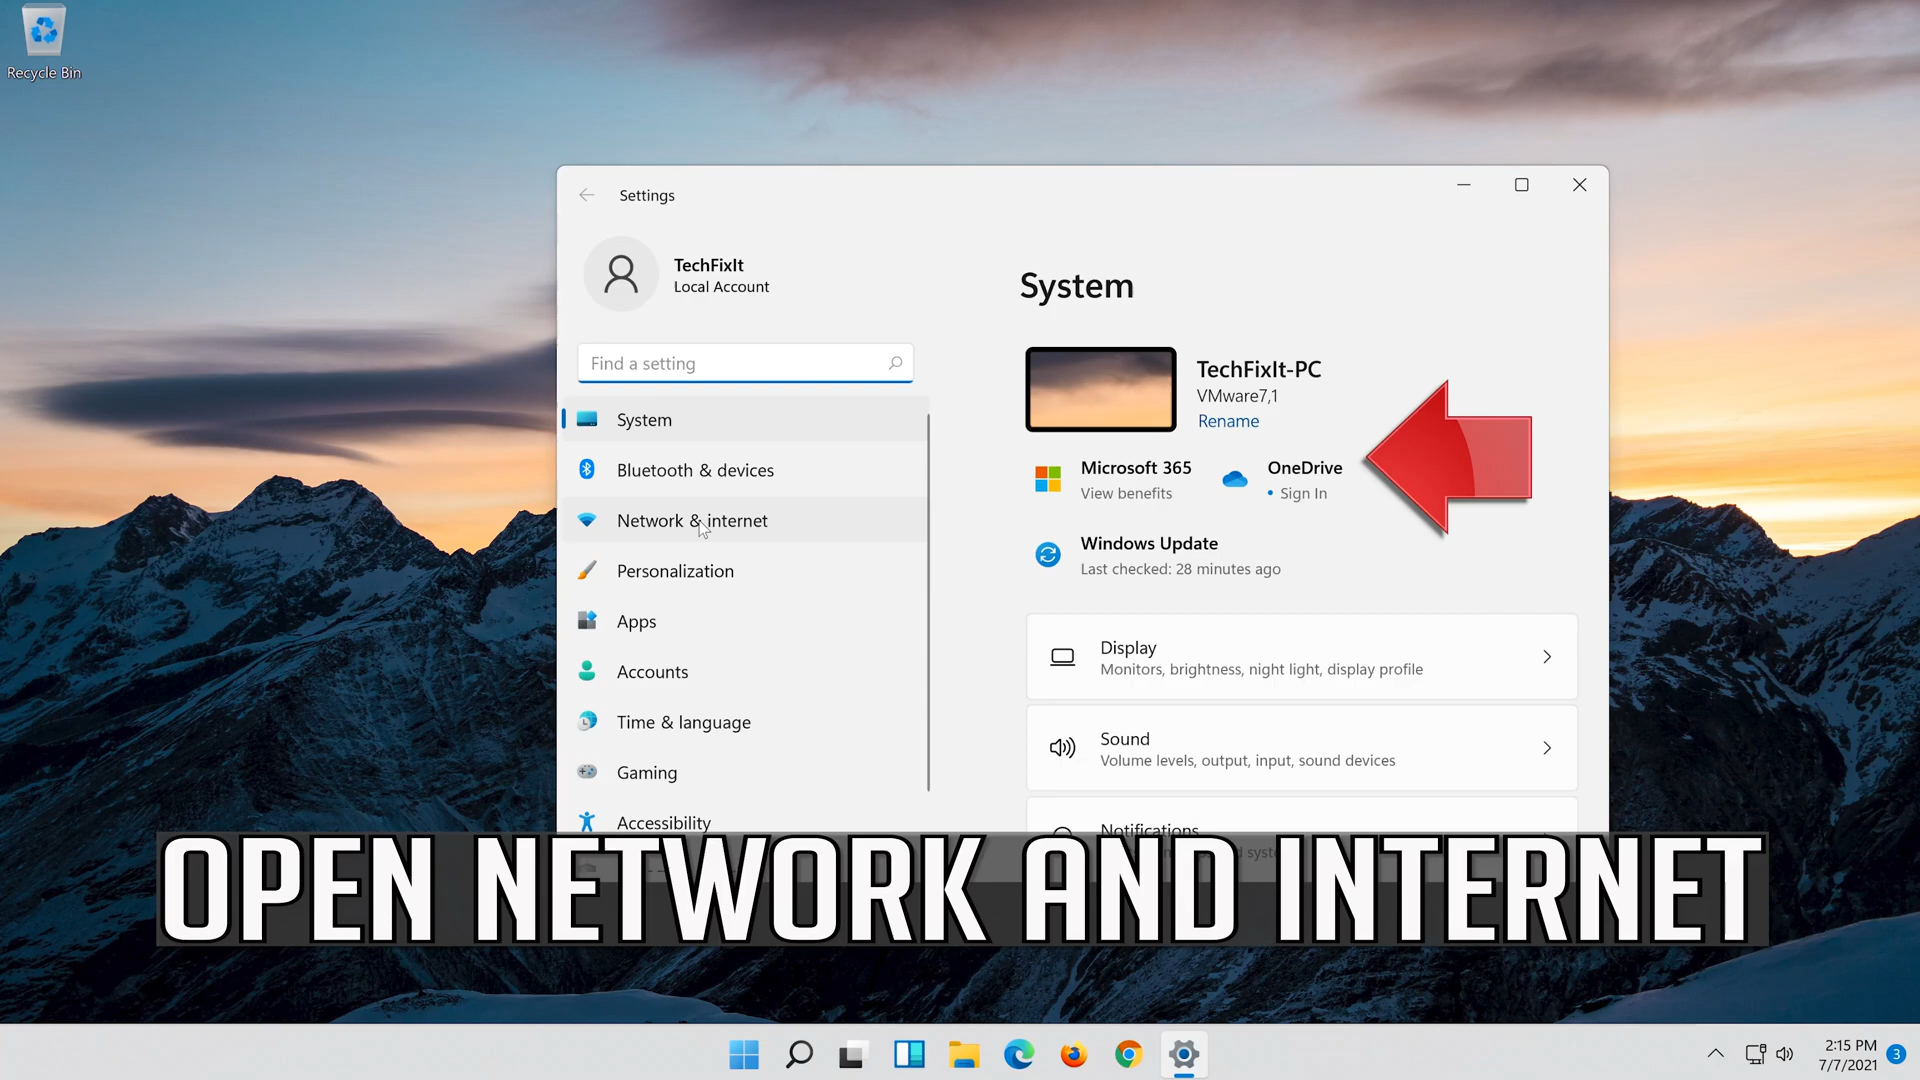 Recycle Bin
Settings
TechFixIt
Local Account
Find a setting
System
Bluetooth & devices
Network & internet
Personalization
Apps
Accounts
Time & language
Gaming
Accessibility
System
TechFixIt-PC
VMware7,1
Rename
Microsoft 365
View benefits
OneDrive
• Sign In
Windows Update
Last checked: 28 minutes ago
Display
Monitors, brightness, night light, display profile
Sound
Volume levels, output, input, sound devices
Notifications
OPEN NETWORK AND INTERNET
2:15 PM
7/7/2021
3